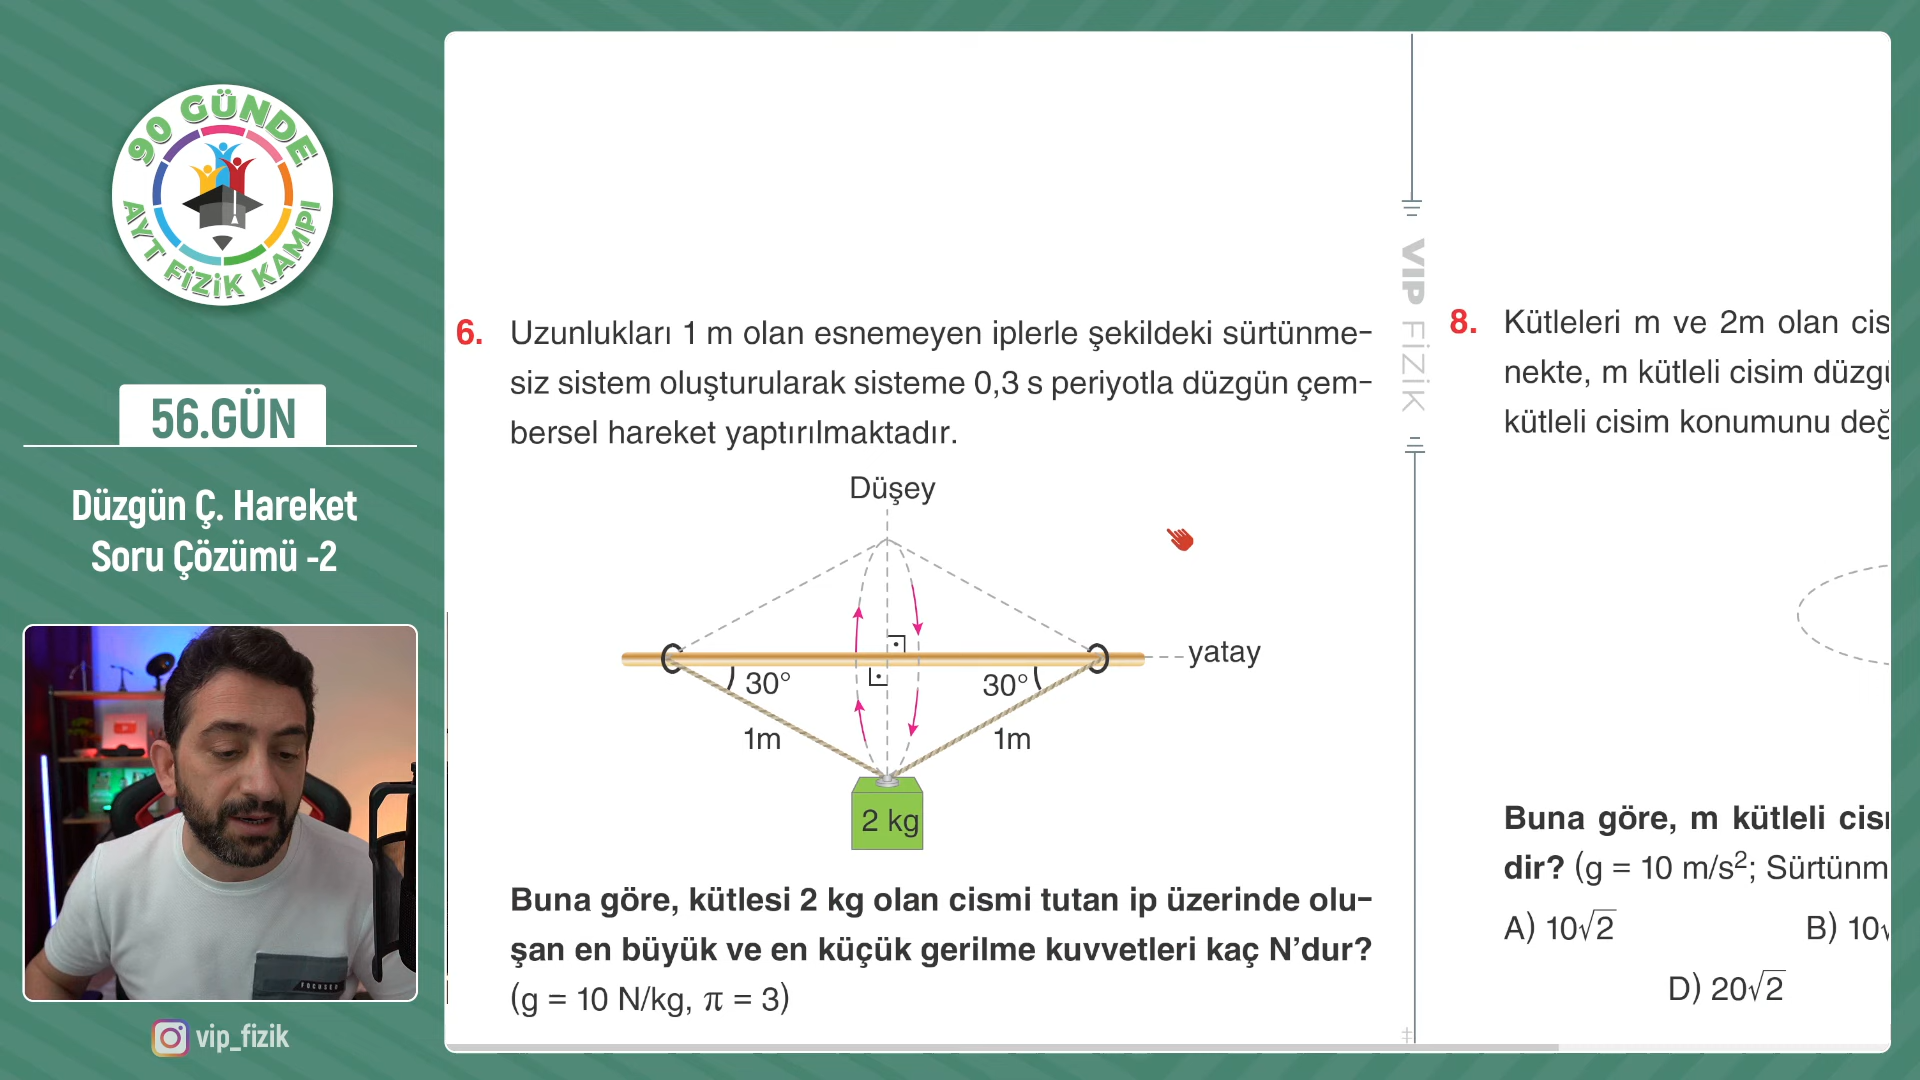 90 GÜNDE
AYT FİZİK KAMPI
56.GÜN
Düzgün Ç. Hareket
Soru Çözümü -2
FOCUSED
vip_fizik
6. Uzunlukları 1 m olan esnemeyen iplerle şekildeki sürtünme-
siz sistem oluşturularak sisteme 0,3 s periyotla düzgün çem-
bersel hareket yaptırılmaktadır.
Düşey
yatay
30°
30°
1m
1m
2 kg
Buna göre, kütlesi 2 kg olan cismi tutan ip üzerinde olu-
şan en büyük ve en küçük gerilme kuvvetleri kaç N'dur?
(g = 10 N/kg, π = 3)
VIP FİZİK
8. Kütleleri m ve 2m olan cis
nekte, m kütleli cisim düzgü
kütleli cisim konumunu değ
Buna göre, m kütleli cisi
dir? (g = 10 m/s²; Sürtünm
A) 10√2
B) 10√
D) 20√2